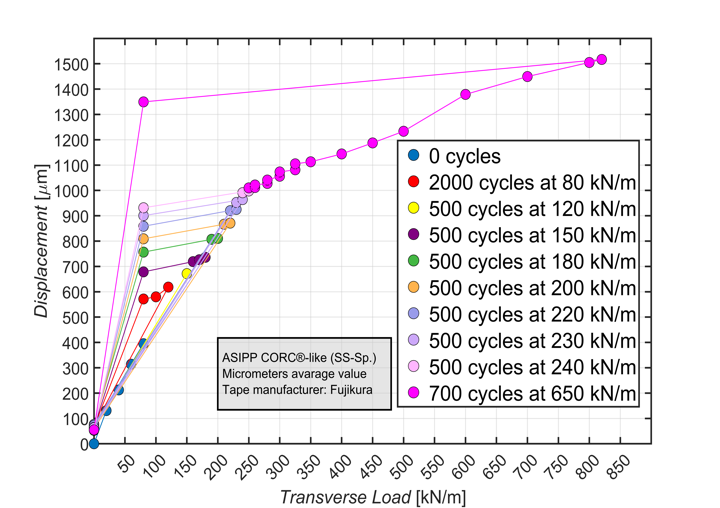 1500
1400
1300
1200
1100
1000
900
800
700
600
500
400
300
200
100
0
Displacement [μm]
0 cycles
2000 cycles at 80 kN/m
500 cycles at 120 kN/m
500 cycles at 150 kN/m
500 cycles at 180 kN/m
500 cycles at 200 kN/m
500 cycles at 220 kN/m
500 cycles at 230 kN/m
500 cycles at 240 kN/m
700 cycles at 650 kN/m
ASIPP CORC®-like (SS-Sp.)
Micrometers avarage value
Tape manufacturer: Fujikura
50 100 150 200 250 300 350 400 450 500 550 600 650 700 750 800 850
Transverse Load [kN/m]